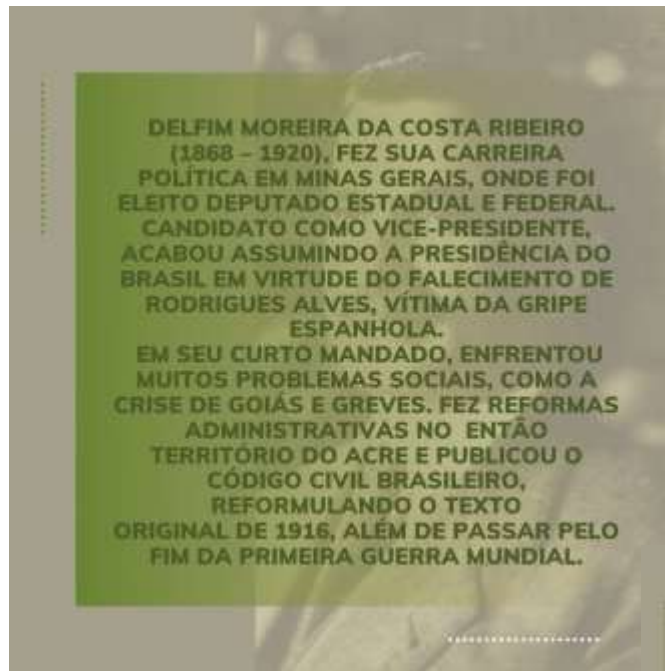 DELFIM MOREIRA DA COSTA RIBEIRO
(1868 – 1920), FEZ SUA CARREIRA
POLÍTICA EM MINAS GERAIS, ONDE FOI
ELEITO DEPUTADO ESTADUAL E FEDERAL.
CANDIDATO COMO VICE-PRESIDENTE,
ACABOU ASSUMINDO A PRESIDÊNCIA DO
BRASIL EM VIRTUDE DO FALECIMENTO DE
RODRIGUES ALVES, VÍTIMA DA GRIPE
ESPANHOLA.
EM SEU CURTO MANDADO, ENFRENTOU
MUITOS PROBLEMAS SOCIAIS, COMO A
CRISE DE GOIÁS E GREVES. FEZ REFORMAS
ADMINISTRATIVAS NO ENTÃO
TERRITÓRIO DO ACRE E PUBLICOU O
CÓDIGO CIVIL BRASILEIRO,
REFORMULANDO O TEXTO
ORIGINAL DE 1916, ALÉM DE PASSAR PELO
FIM DA PRIMEIRA GUERRA MUNDIAL.